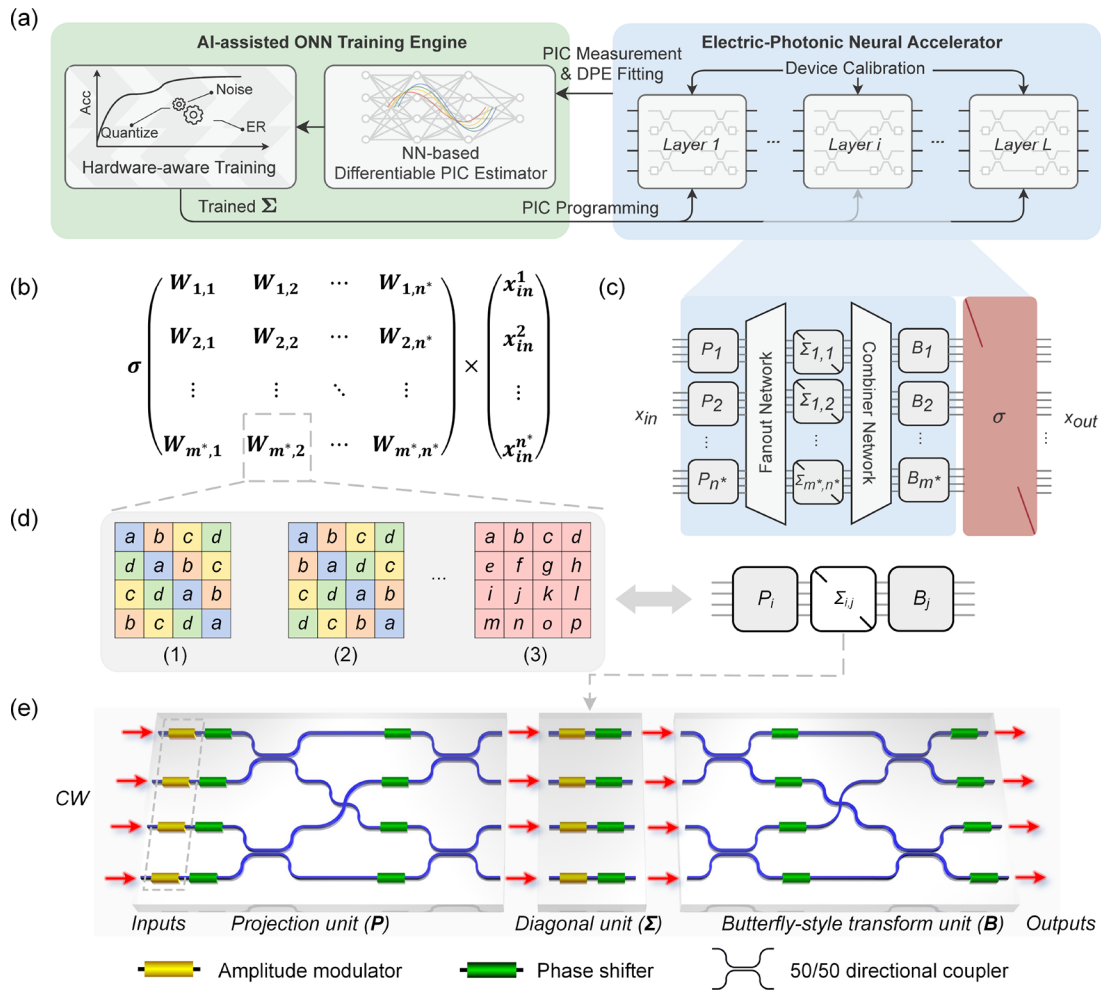 (a)
AI-assisted ONN Training Engine
Acc
Noise
Quantize
ER
Hardware-aware Training
NN-based
Differentiable PIC Estimator
Trained Σ
PIC Measurement
& DPE Fitting
PIC Programming
Electric-Photonic Neural Accelerator
Device Calibration
Layer 1 ... Layer i ... Layer L
(b)
W1,1 W1,2 ⋯ W1,n*
W2,1 W2,2 ⋯ W2,n*
⋮ ⋮ ⋱ ⋮
Wm*,1 Wm*,2 ⋯ Wm*,n*
σ
×
x¹in
x²in
⋮
xⁿ*in
(c)
xin
P1
P2
⋮
Pn*
Fanout Network
Σ1,1
Σ1,2
⋮
Σm*,n*
Combiner Network
B1
B2
⋮
Bm*
σ
⋮
xout
(d)
a b c d
d a b c
c d a b
b c d a
(1)
a b c d
b a d c
c d a b
d c b a
(2)
...
a b c d
e f g h
i j k l
m n o p
(3)
Pi Σi,j Bj
(e)
CW
Inputs Projection unit (P) Diagonal unit (Σ) Butterfly-style transform unit (B) Outputs
Amplitude modulator Phase shifter 50/50 directional coupler